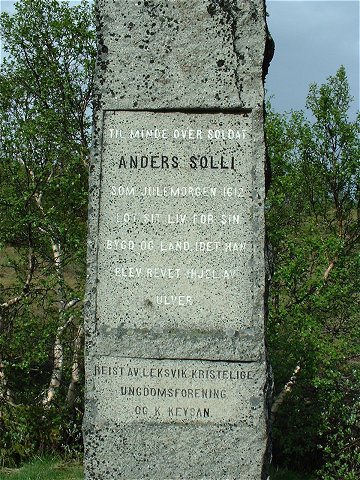 TIL MINDE OVER SOLDAT
ANDERS SOLLI
SOM JULEMORGEN 1612
LOT SIT LIV FOR SIN
BYGD OG LAND, IDET HAN
BLEV REVET IHJEL AV
ULVER.
REIST AV LEKSVIK KRISTELIGE
UNGDOMSFORENING
OG K. KEYSAN.